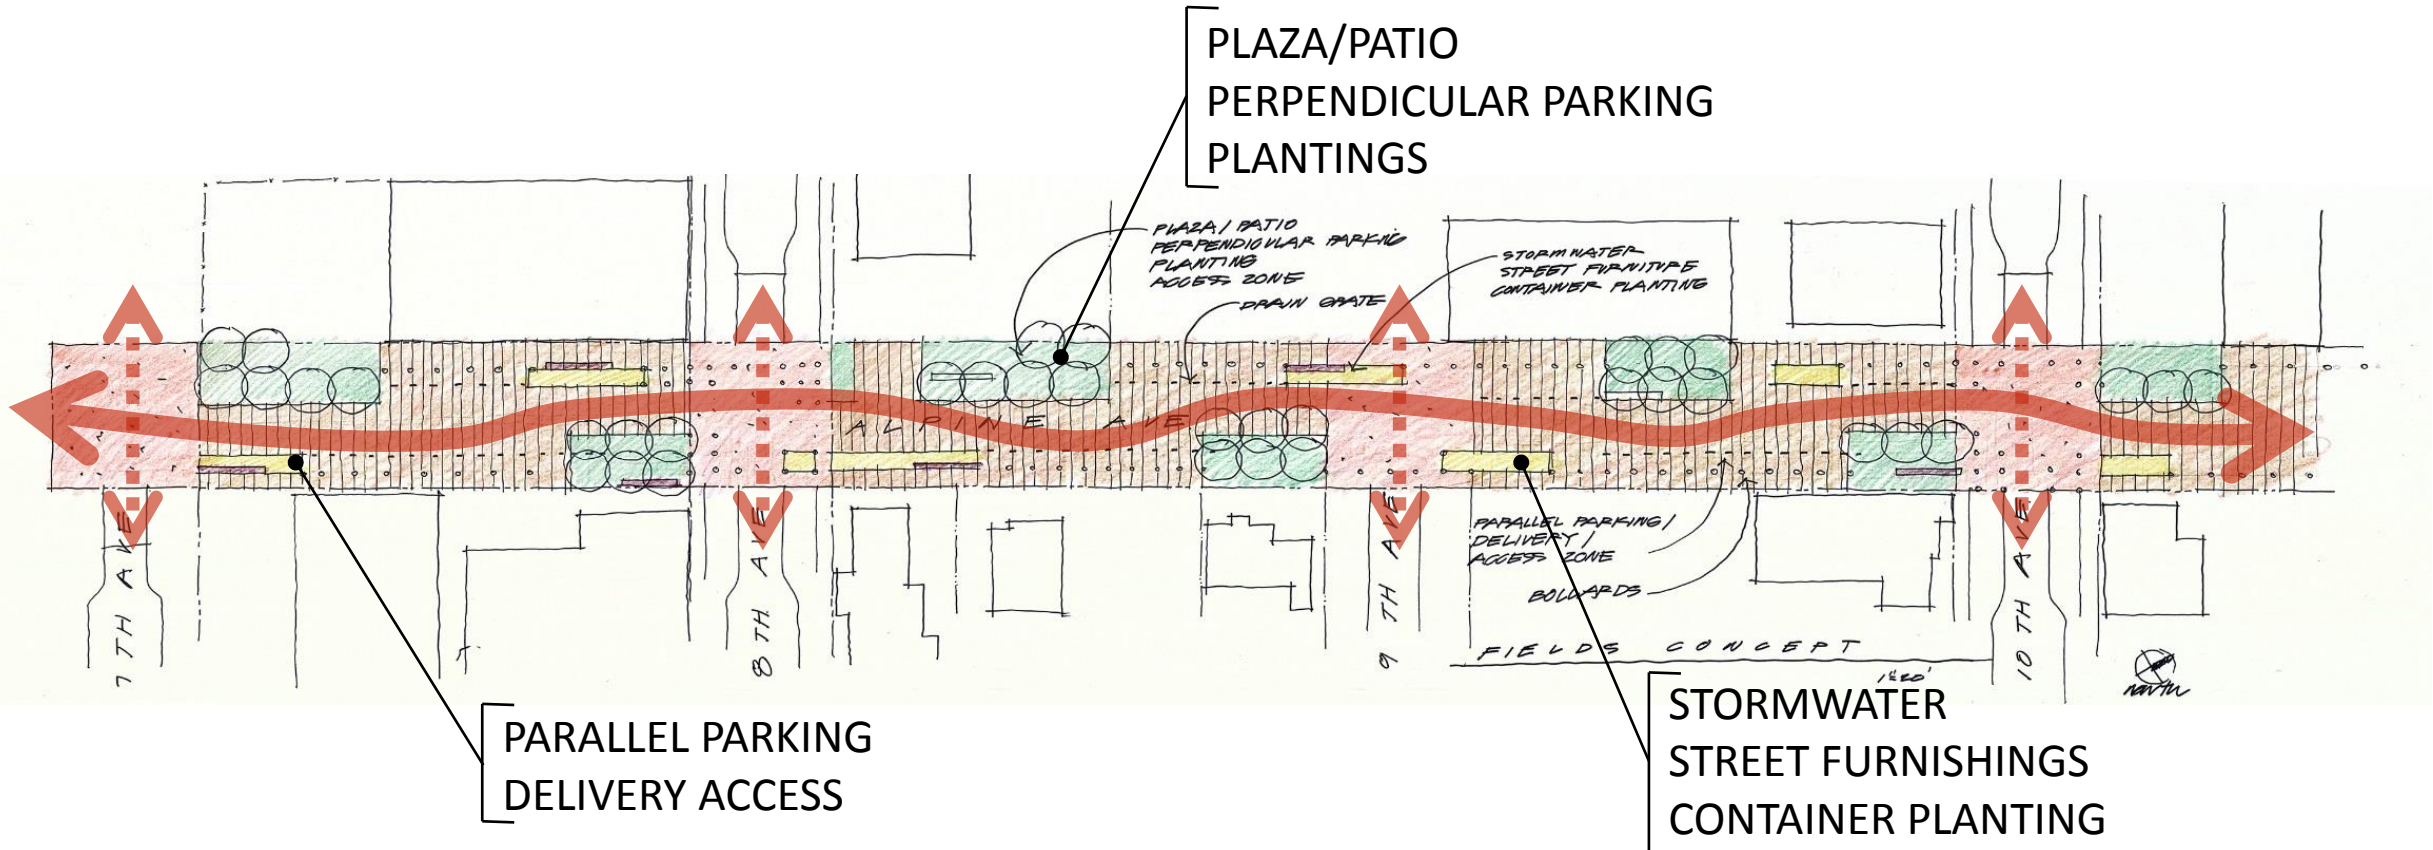 PLAZA/PATIO
PERPENDICULAR PARKING
PLANTINGS
PLAZA / PATIO
PERPENDICULAR PARKING
PLANTING
ACCESS ZONE
DRAIN GRATE
STORMWATER
STREET FURNITURE
CONTAINER PLANTING
ALPINE AVE
7TH AVE
8TH AVE
9TH AVE
10TH AVE
PARALLEL PARKING /
DELIVERY /
ACCESS ZONE
BOLLARDS
FIELDS CONCEPT
NORTH
PARALLEL PARKING
DELIVERY ACCESS
STORMWATER
STREET FURNISHINGS
CONTAINER PLANTING